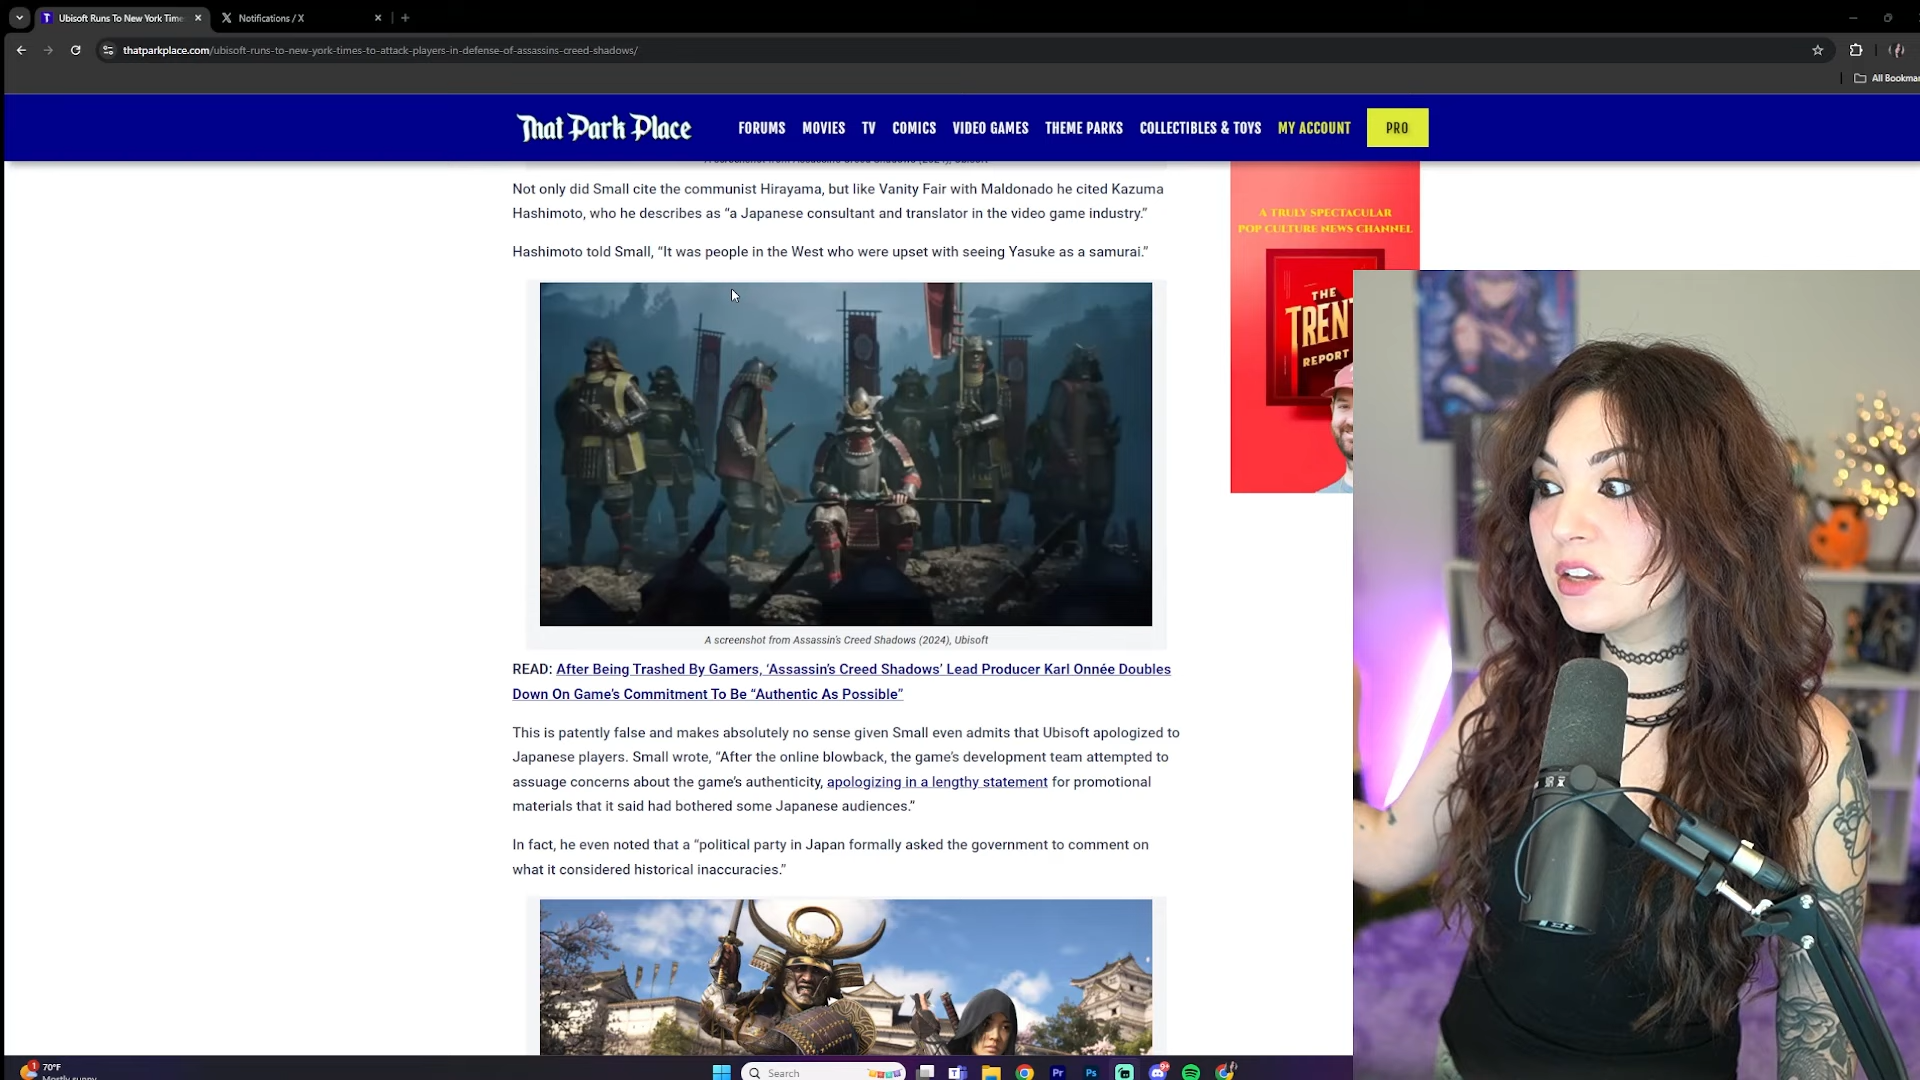 Ubisoft Runs To New York Time
Notifications / X
thatparkplace.com/ubisoft-runs-to-new-york-times-to-attack-players-in-defense-of-assassins-creed-shadows/
All Bookmar
That Park Place
FORUMS MOVIES TV COMICS VIDEO GAMES THEME PARKS COLLECTIBLES & TOYS MY ACCOUNT PRO
Not only did Small cite the communist Hirayama, but like Vanity Fair with Maldonado he cited Kazuma
Hashimoto, who he describes as “a Japanese consultant and translator in the video game industry.”
Hashimoto told Small, “It was people in the West who were upset with seeing Yasuke as a samurai.”
A TRULY SPECTACULAR
POP CULTURE NEWS CHANNEL
THE
TRENT
REPORT
A screenshot from Assassin's Creed Shadows (2024), Ubisoft
READ: After Being Trashed By Gamers, ‘Assassin’s Creed Shadows’ Lead Producer Karl Onnée Doubles
Down On Game’s Commitment To Be “Authentic As Possible”
This is patently false and makes absolutely no sense given Small even admits that Ubisoft apologized to
Japanese players. Small wrote, “After the online blowback, the game’s development team attempted to
assuage concerns about the game’s authenticity, apologizing in a lengthy statement for promotional
materials that it said had bothered some Japanese audiences.”
In fact, he even noted that a “political party in Japan formally asked the government to comment on
what it considered historical inaccuracies.”
1
70°F
Mostly sunny
Search